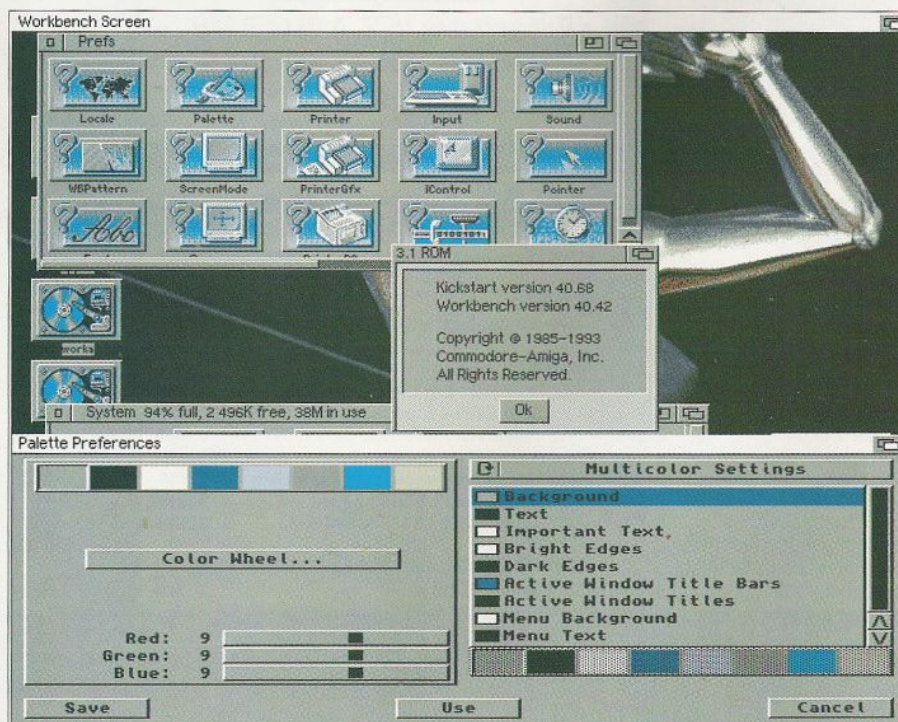 Workbench Screen
Prefs
Locale Palette Printer Input Sound
WBPattern ScreenMode PrinterGfx IControl Pointer
Abc
0100101
3.1 ROM
Kickstart version 40.68
Workbench version 40.42
Copyright © 1985-1993
Commodore-Amiga, Inc.
All Rights Reserved.
Ok
works
System 94% full, 2 496K free, 38M in use
Palette Preferences
Multicolor Settings
Background
Text
Important Text
Bright Edges
Dark Edges
Active Window Title Bars
Active Window Titles
Menu Background
Menu Text
Color Wheel...
Red: 9
Green: 9
Blue: 9
Save Use Cancel